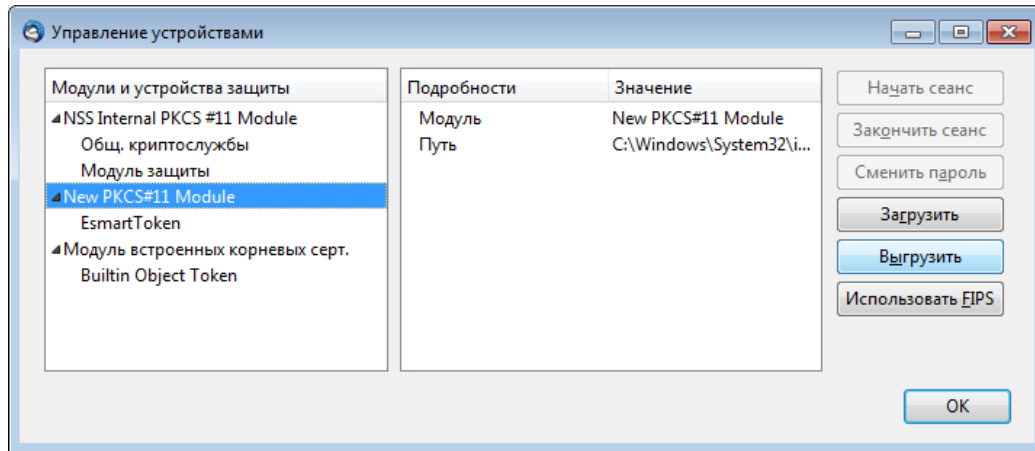 Управление устройствами
Модули и устройства защиты
NSS Internal PKCS #11 Module
Общ. криптослужбы
Модуль защиты
New PKCS#11 Module
EsmartToken
Модуль встроенных корневых серт.
Builtin Object Token
Подробности Значение
Модуль New PKCS#11 Module
Путь C:\Windows\System32\i...
Начать сеанс
Закончить сеанс
Сменить пароль
Загрузить
Выгрузить
Использовать FIPS
OK